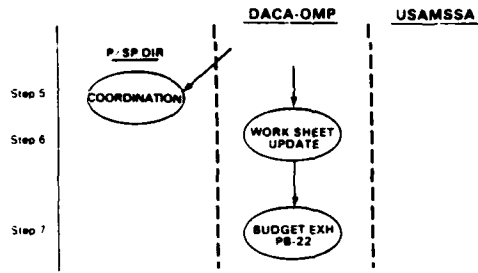 DACA-OMP USAMSSA
P/SP DIR
Step 5 COORDINATION
Step 6 WORK SHEET
UPDATE
Step 7 BUDGET EXH
PB-22